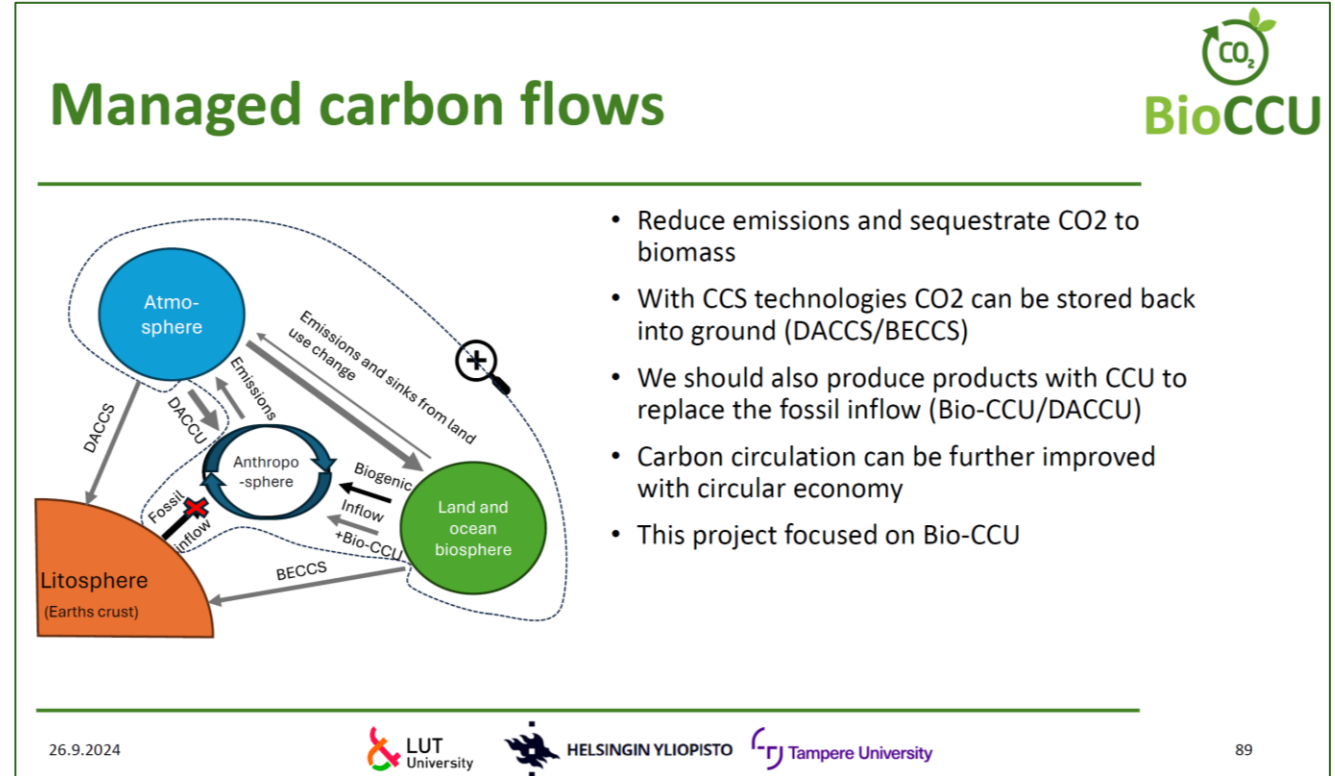 CO2
BioCCU
Managed carbon flows
Atmo-
sphere
Emissions and sinks from land
use change
Emissions
DACCU
DACCS
Anthropo
-sphere
Biogenic
Inflow
+Bio-CCU
Fossil
inflow
Land and
ocean
biosphere
BECCS
Litosphere
(Earths crust)
• Reduce emissions and sequestrate CO2 to
biomass
• With CCS technologies CO2 can be stored back
into ground (DACCS/BECCS)
• We should also produce products with CCU to
replace the fossil inflow (Bio-CCU/DACCU)
• Carbon circulation can be further improved
with circular economy
• This project focused on Bio-CCU
26.9.2024
LUT
University
HELSINGIN YLIOPISTO
Tampere University
89